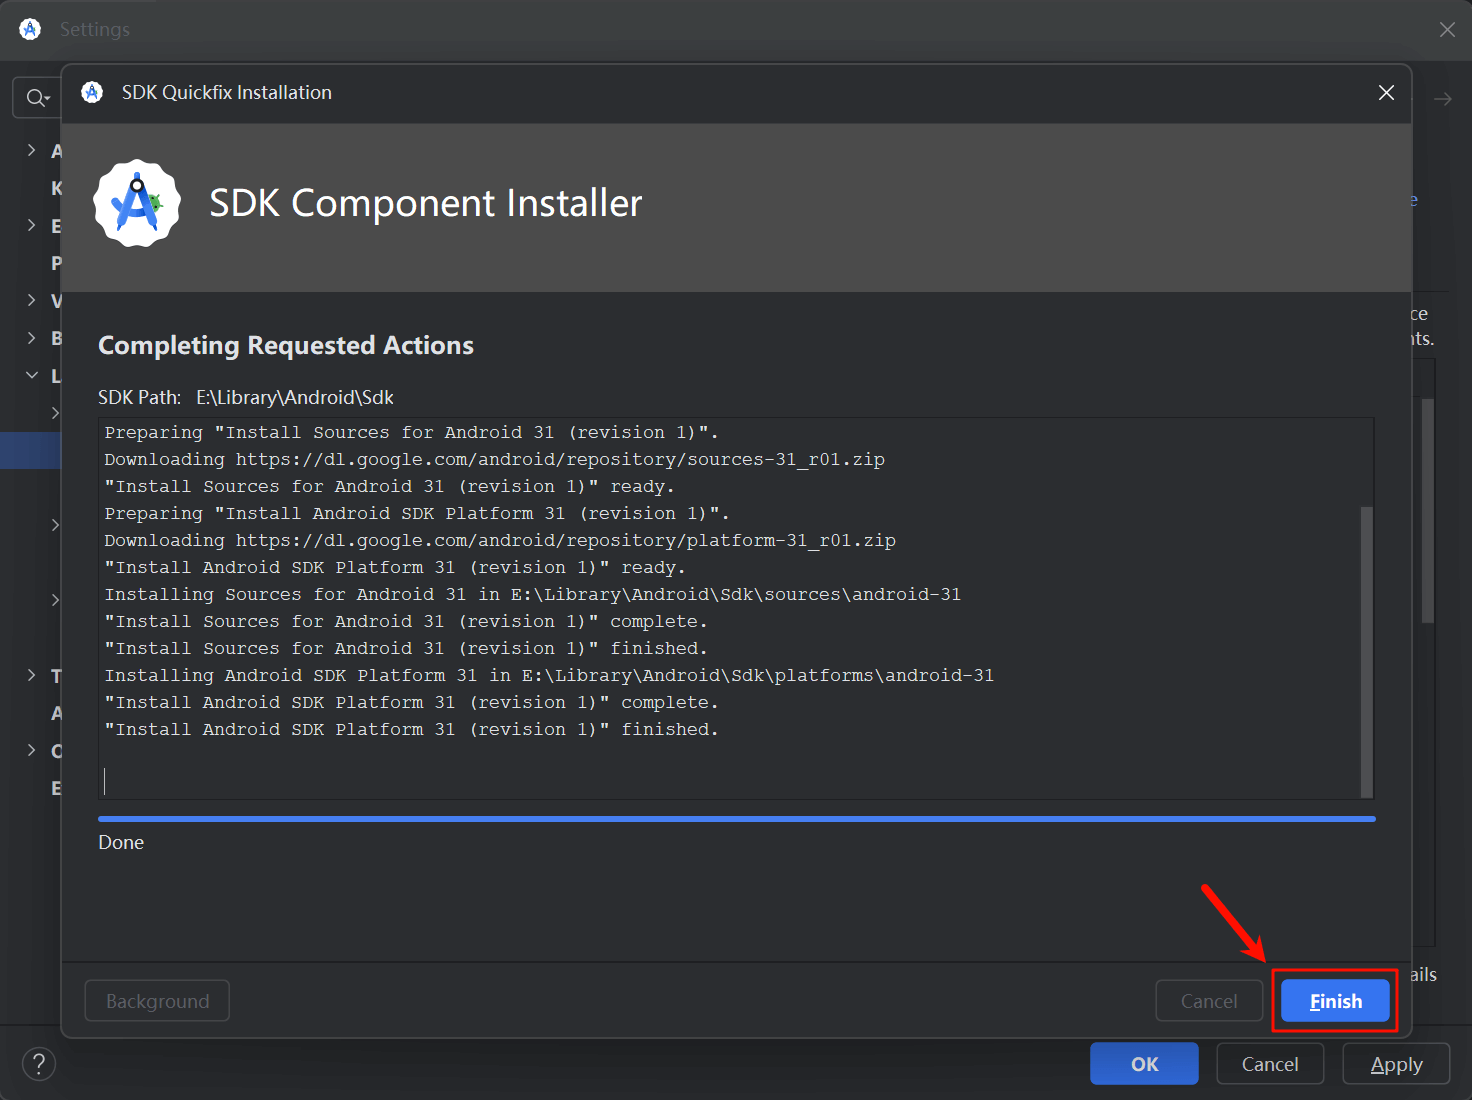 Settings
SDK Quickfix Installation
SDK Component Installer
Completing Requested Actions
SDK Path: E:\Library\Android\Sdk
Preparing "Install Sources for Android 31 (revision 1)".
Downloading https://dl.google.com/android/repository/sources-31_r01.zip
"Install Sources for Android 31 (revision 1)" ready.
Preparing "Install Android SDK Platform 31 (revision 1)".
Downloading https://dl.google.com/android/repository/platform-31_r01.zip
"Install Android SDK Platform 31 (revision 1)" ready.
Installing Sources for Android 31 in E:\Library\Android\Sdk\sources\android-31
"Install Sources for Android 31 (revision 1)" complete.
"Install Sources for Android 31 (revision 1)" finished.
Installing Android SDK Platform 31 in E:\Library\Android\Sdk\platforms\android-31
"Install Android SDK Platform 31 (revision 1)" complete.
"Install Android SDK Platform 31 (revision 1)" finished.
Done
Background
Cancel
Finish
?
OK
Cancel
Apply